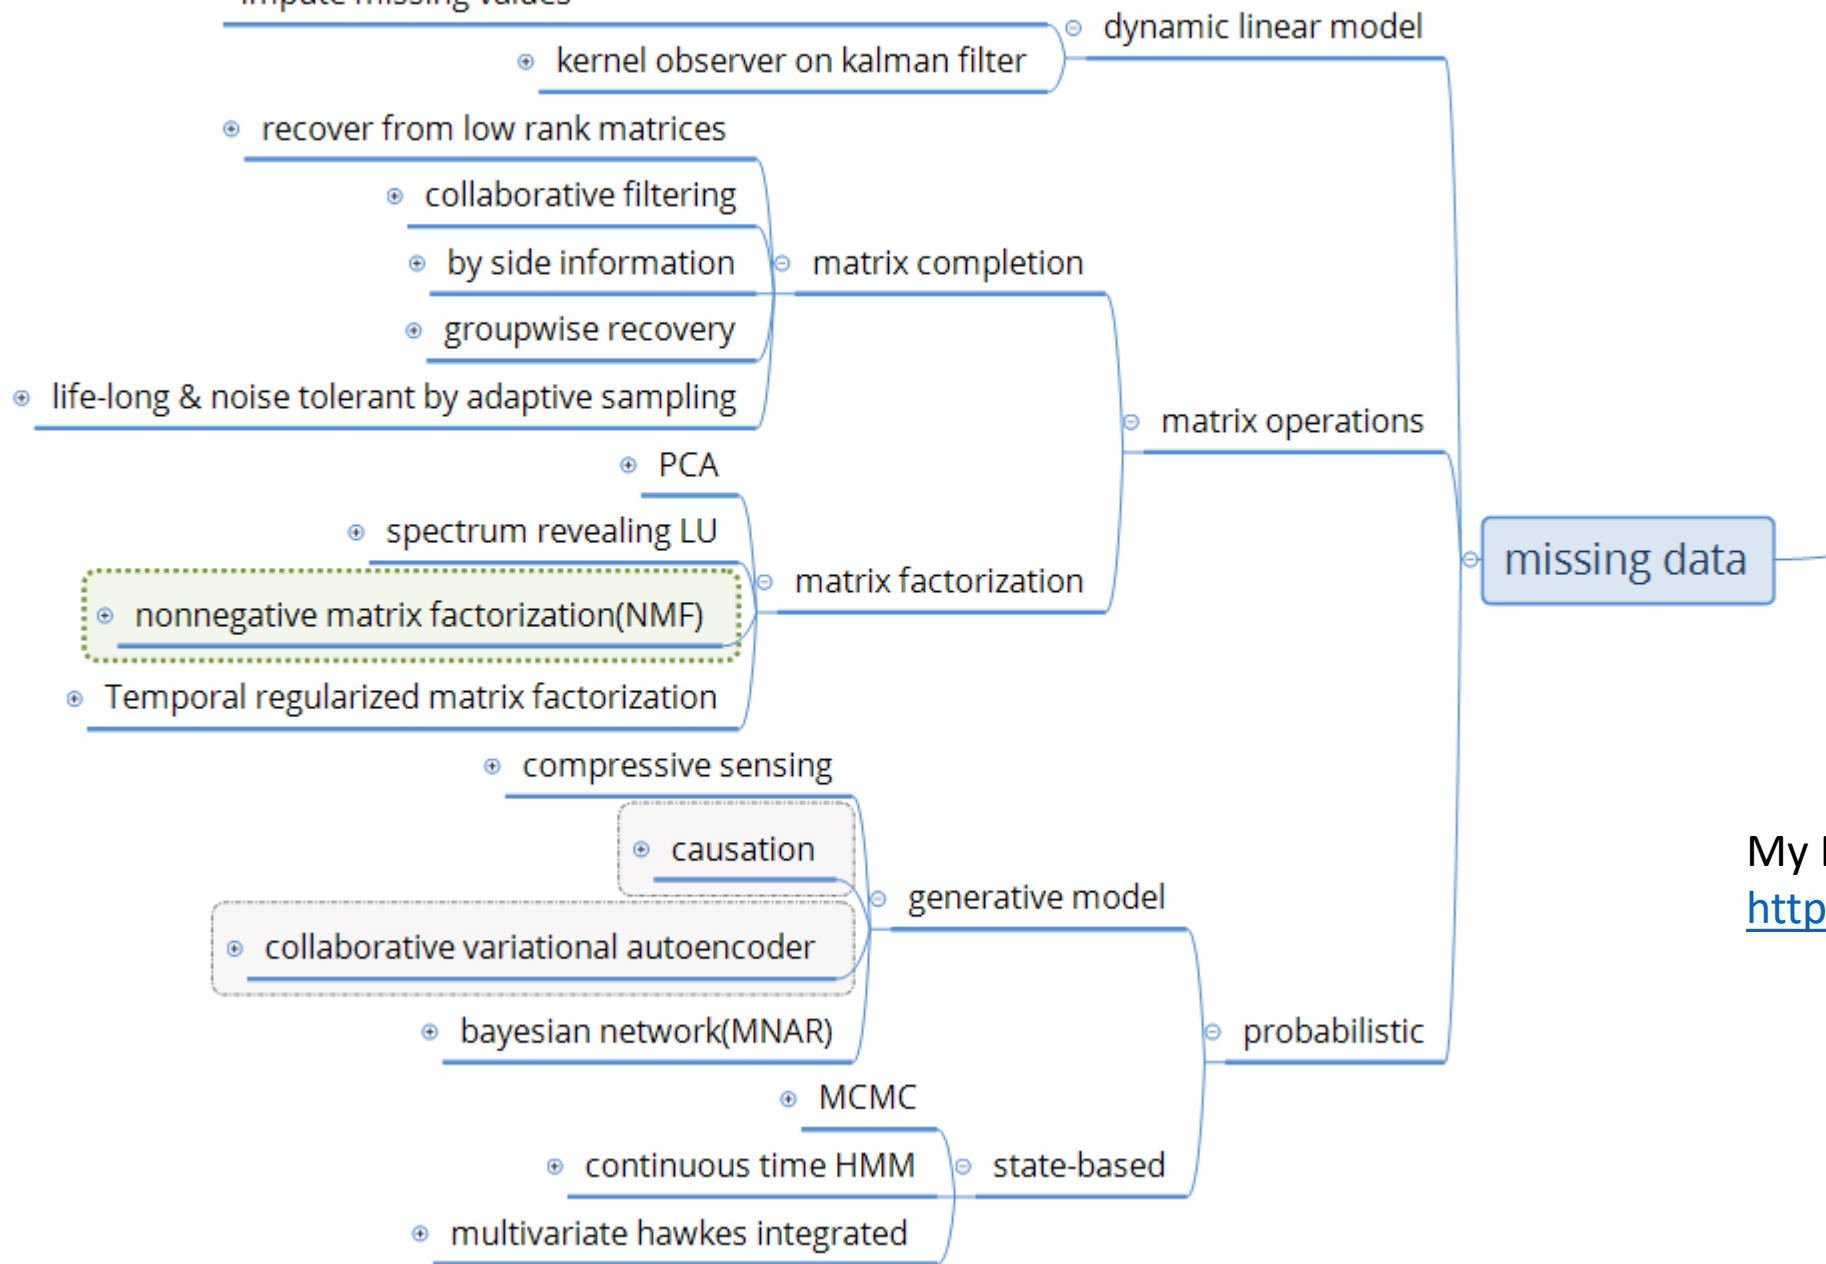 impute missing values
dynamic linear model
kernel observer on kalman filter
recover from low rank matrices
collaborative filtering
by side information
matrix completion
groupwise recovery
life-long & noise tolerant by adaptive sampling
matrix operations
PCA
spectrum revealing LU
missing data
matrix factorization
nonnegative matrix factorization(NMF)
Temporal regularized matrix factorization
compressive sensing
causation
My
generative model
http
collaborative variational autoencoder
bayesian network(MNAR)
probabilistic
MCMC
continuous time HMM
state-based
multivariate hawkes integrated